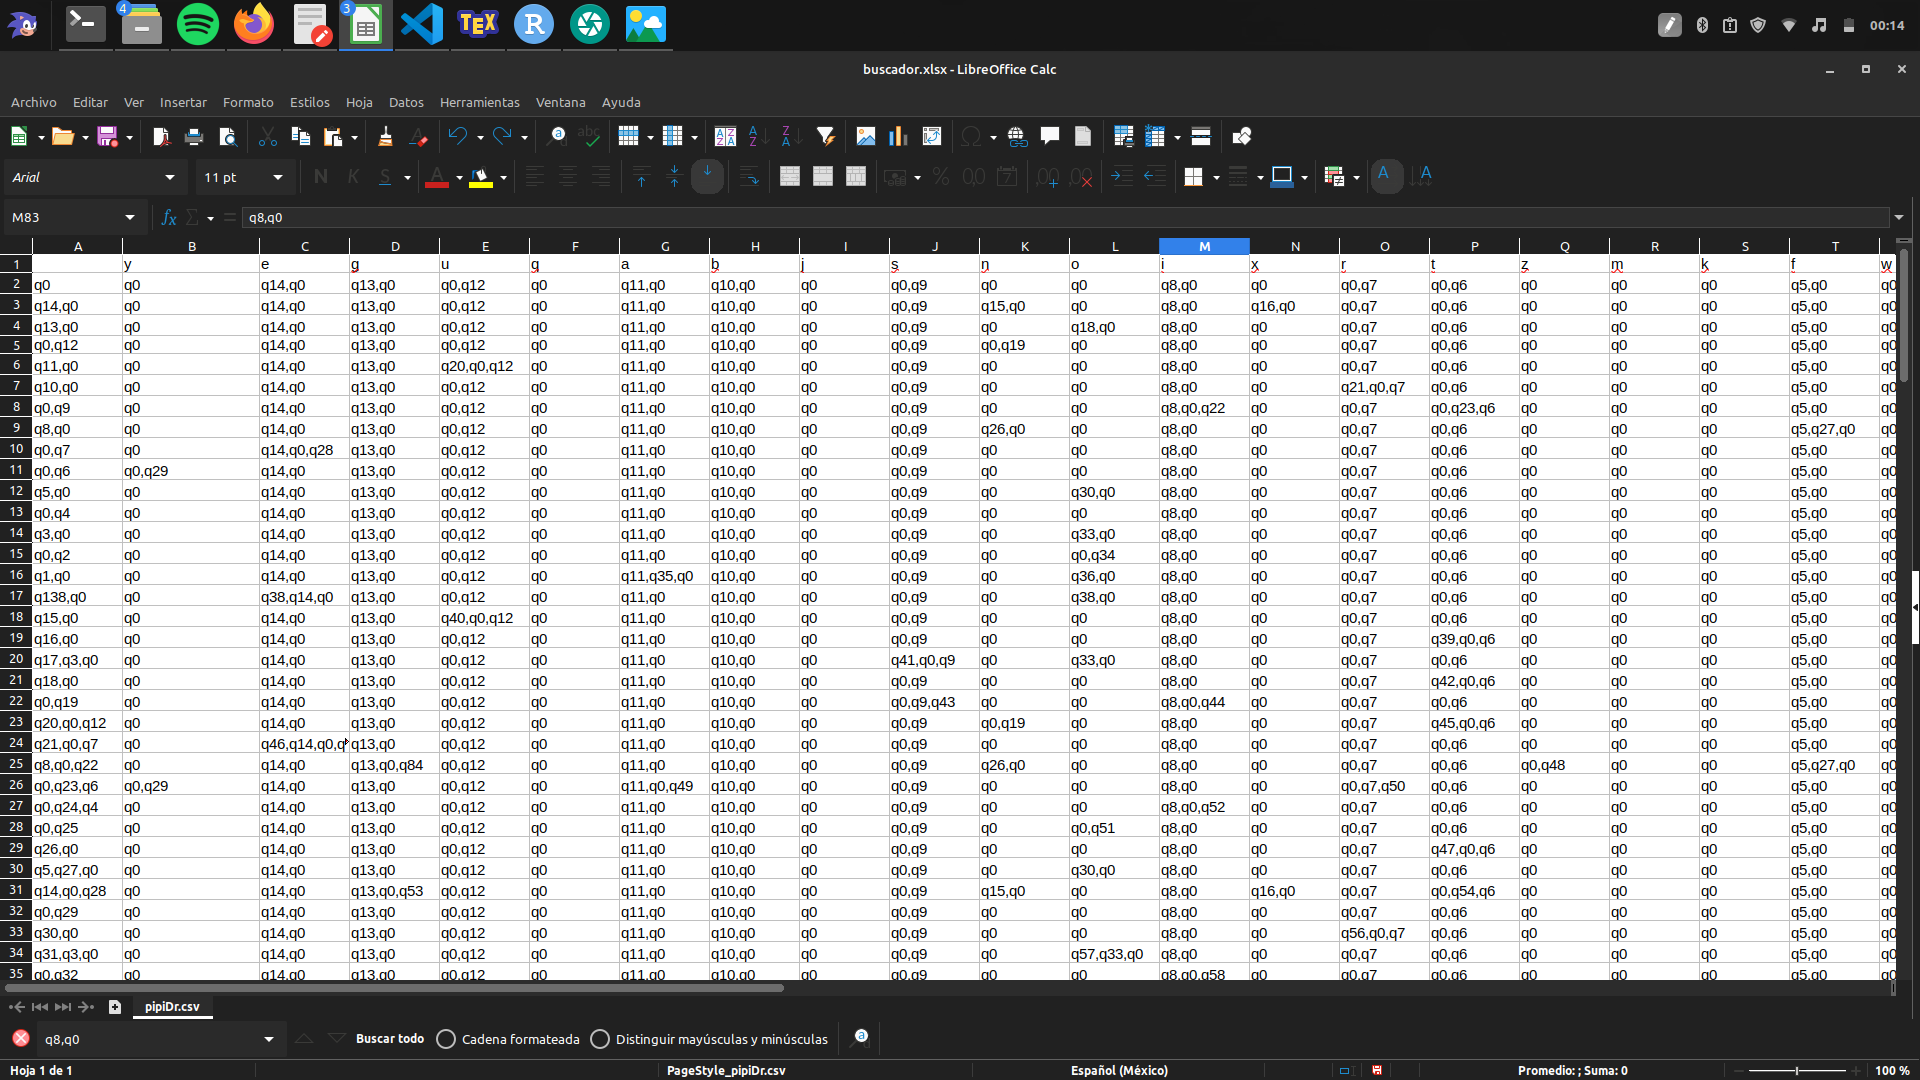 4
3
TEX
R
00:14
buscador.xlsx - LibreOffice Calc
Archivo Editar Ver Insertar Formato Estilos Hoja Datos Herramientas Ventana Ayuda
Arial 11 pt N K S A
M83 fx Σ = q8,q0
A B C D E F G H I J K L M N O P Q R S T
1 y e g u q a b j s n o i x r t z m k f w
2 q0 q0 q14,q0 q13,q0 q0,q12 q0 q11,q0 q10,q0 q0 q0,q9 q0 q0 q8,q0 q0 q0,q7 q0,q6 q0 q0 q0 q5,q0 q0
3 q14,q0 q0 q14,q0 q13,q0 q0,q12 q0 q11,q0 q10,q0 q0 q0,q9 q15,q0 q0 q8,q0 q16,q0 q0,q7 q0,q6 q0 q0 q0 q5,q0 q0
4 q13,q0 q0 q14,q0 q13,q0 q0,q12 q0 q11,q0 q10,q0 q0 q0,q9 q0 q18,q0 q8,q0 q0 q0,q7 q0,q6 q0 q0 q0 q5,q0 q0
5 q0,q12 q0 q14,q0 q13,q0 q0,q12 q0 q11,q0 q10,q0 q0 q0,q9 q0,q19 q0 q8,q0 q0 q0,q7 q0,q6 q0 q0 q0 q5,q0 q0
6 q11,q0 q0 q14,q0 q13,q0 q20,q0,q12 q0 q11,q0 q10,q0 q0 q0,q9 q0 q0 q8,q0 q0 q0,q7 q0,q6 q0 q0 q0 q5,q0 q0
7 q10,q0 q0 q14,q0 q13,q0 q0,q12 q0 q11,q0 q10,q0 q0 q0,q9 q0 q0 q8,q0 q0 q21,q0,q7 q0,q6 q0 q0 q0 q5,q0 q0
8 q0,q9 q0 q14,q0 q13,q0 q0,q12 q0 q11,q0 q10,q0 q0 q0,q9 q0 q0 q8,q0,q22 q0 q0,q7 q0,q23,q6 q0 q0 q0 q5,q0 q0
9 q8,q0 q0 q14,q0 q13,q0 q0,q12 q0 q11,q0 q10,q0 q0 q0,q9 q26,q0 q0 q8,q0 q0 q0,q7 q0,q6 q0 q0 q0 q5,q27,q0 q0
10 q0,q7 q0 q14,q0,q28 q13,q0 q0,q12 q0 q11,q0 q10,q0 q0 q0,q9 q0 q0 q8,q0 q0 q0,q7 q0,q6 q0 q0 q0 q5,q0 q0
11 q0,q6 q0,q29 q14,q0 q13,q0 q0,q12 q0 q11,q0 q10,q0 q0 q0,q9 q0 q0 q8,q0 q0 q0,q7 q0,q6 q0 q0 q0 q5,q0 q0
12 q5,q0 q0 q14,q0 q13,q0 q0,q12 q0 q11,q0 q10,q0 q0 q0,q9 q0 q30,q0 q8,q0 q0 q0,q7 q0,q6 q0 q0 q0 q5,q0 q0
13 q0,q4 q0 q14,q0 q13,q0 q0,q12 q0 q11,q0 q10,q0 q0 q0,q9 q0 q0 q8,q0 q0 q0,q7 q0,q6 q0 q0 q0 q5,q0 q0
14 q3,q0 q0 q14,q0 q13,q0 q0,q12 q0 q11,q0 q10,q0 q0 q0,q9 q0 q33,q0 q8,q0 q0 q0,q7 q0,q6 q0 q0 q0 q5,q0 q0
15 q0,q2 q0 q14,q0 q13,q0 q0,q12 q0 q11,q0 q10,q0 q0 q0,q9 q0 q0,q34 q8,q0 q0 q0,q7 q0,q6 q0 q0 q0 q5,q0 q0
16 q1,q0 q0 q14,q0 q13,q0 q0,q12 q0 q11,q35,q0 q10,q0 q0 q0,q9 q0 q36,q0 q8,q0 q0 q0,q7 q0,q6 q0 q0 q0 q5,q0 q0
17 q138,q0 q0 q38,q14,q0 q13,q0 q0,q12 q0 q11,q0 q10,q0 q0 q0,q9 q0 q38,q0 q8,q0 q0 q0,q7 q0,q6 q0 q0 q0 q5,q0 q0
18 q15,q0 q0 q14,q0 q13,q0 q40,q0,q12 q0 q11,q0 q10,q0 q0 q0,q9 q0 q0 q8,q0 q0 q0,q7 q0,q6 q0 q0 q0 q5,q0 q0
19 q16,q0 q0 q14,q0 q13,q0 q0,q12 q0 q11,q0 q10,q0 q0 q0,q9 q0 q0 q8,q0 q0 q0,q7 q39,q0,q6 q0 q0 q0 q5,q0 q0
20 q17,q3,q0 q0 q14,q0 q13,q0 q0,q12 q0 q11,q0 q10,q0 q0 q41,q0,q9 q0 q33,q0 q8,q0 q0 q0,q7 q0,q6 q0 q0 q0 q5,q0 q0
21 q18,q0 q0 q14,q0 q13,q0 q0,q12 q0 q11,q0 q10,q0 q0 q0,q9 q0 q0 q8,q0 q0 q0,q7 q42,q0,q6 q0 q0 q0 q5,q0 q0
22 q0,q19 q0 q14,q0 q13,q0 q0,q12 q0 q11,q0 q10,q0 q0 q0,q9,q43 q0 q0 q8,q0,q44 q0 q0,q7 q0,q6 q0 q0 q0 q5,q0 q0
23 q20,q0,q12 q0 q14,q0 q13,q0 q0,q12 q0 q11,q0 q10,q0 q0 q0,q9 q0,q19 q0 q8,q0 q0 q0,q7 q45,q0,q6 q0 q0 q0 q5,q0 q0
24 q21,q0,q7 q0 q46,q14,q0,q q13,q0 q0,q12 q0 q11,q0 q10,q0 q0 q0,q9 q0 q0 q8,q0 q0 q0,q7 q0,q6 q0 q0 q0 q5,q0 q0
25 q8,q0,q22 q0 q14,q0 q13,q0,q84 q0,q12 q0 q11,q0 q10,q0 q0 q0,q9 q26,q0 q0 q8,q0 q0 q0,q7 q0,q6 q0,q48 q0 q0 q5,q27,q0 q0
26 q0,q23,q6 q0,q29 q14,q0 q13,q0 q0,q12 q0 q11,q0,q49 q10,q0 q0 q0,q9 q0 q0 q8,q0 q0 q0,q7,q50 q0,q6 q0 q0 q0 q5,q0 q0
27 q0,q24,q4 q0 q14,q0 q13,q0 q0,q12 q0 q11,q0 q10,q0 q0 q0,q9 q0 q0 q8,q0,q52 q0 q0,q7 q0,q6 q0 q0 q0 q5,q0 q0
28 q0,q25 q0 q14,q0 q13,q0 q0,q12 q0 q11,q0 q10,q0 q0 q0,q9 q0 q0,q51 q8,q0 q0 q0,q7 q0,q6 q0 q0 q0 q5,q0 q0
29 q26,q0 q0 q14,q0 q13,q0 q0,q12 q0 q11,q0 q10,q0 q0 q0,q9 q0 q0 q8,q0 q0 q0,q7 q47,q0,q6 q0 q0 q0 q5,q0 q0
30 q5,q27,q0 q0 q14,q0 q13,q0 q0,q12 q0 q11,q0 q10,q0 q0 q0,q9 q0 q30,q0 q8,q0 q0 q0,q7 q0,q6 q0 q0 q0 q5,q0 q0
31 q14,q0,q28 q0 q14,q0 q13,q0,q53 q0,q12 q0 q11,q0 q10,q0 q0 q0,q9 q15,q0 q0 q8,q0 q16,q0 q0,q7 q0,q54,q6 q0 q0 q0 q5,q0 q0
32 q0,q29 q0 q14,q0 q13,q0 q0,q12 q0 q11,q0 q10,q0 q0 q0,q9 q0 q0 q8,q0 q0 q0,q7 q0,q6 q0 q0 q0 q5,q0 q0
33 q30,q0 q0 q14,q0 q13,q0 q0,q12 q0 q11,q0 q10,q0 q0 q0,q9 q0 q0 q8,q0 q0 q56,q0,q7 q0,q6 q0 q0 q0 q5,q0 q0
34 q31,q3,q0 q0 q14,q0 q13,q0 q0,q12 q0 q11,q0 q10,q0 q0 q0,q9 q0 q57,q33,q0 q8,q0 q0 q0,q7 q0,q6 q0 q0 q0 q5,q0 q0
35 q0,q32 q0 q14,q0 q13,q0 q0,q12 q0 q11,q0 q10,q0 q0 q0,q9 q0 q0 q8,q0,q58 q0 q0,q7 q0,q6 q0 q0 q0 q5,q0 q0
pipiDr.csv
q8,q0 Buscar todo Cadena formateada Distinguir mayúsculas y minúsculas
Hoja 1 de 1 PageStyle_pipiDr.csv Español (México) Promedio: ; Suma: 0 100 %